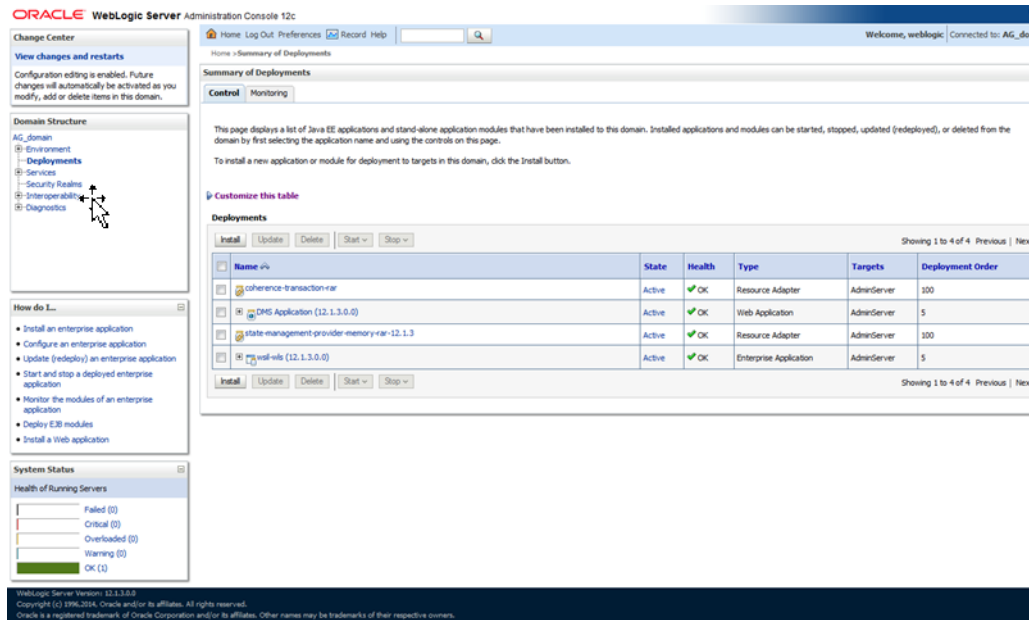 ORACLE WebLogic Server Administration Console 12c
Change Center
View changes and restarts
Configuration editing is enabled. Future
changes will automatically be activated as you
modify, add or delete items in this domain.
Domain Structure
AG_domain
Environment
Deployments
Services
Security Realms
Interoperability
Diagnostics
How do I...
Install an enterprise application
Configure an enterprise application
Update (redeploy) an enterprise application
Start and stop a deployed enterprise
application
Monitor the modules of an enterprise
application
Deploy EJB modules
Install a Web application
System Status
Health of Running Servers
Failed (0)
Critical (0)
Overloaded (0)
Warning (0)
OK (1)
Home Log Out Preferences Record Help
Welcome, weblogic Connected to: AG_do
Home >Summary of Deployments
Summary of Deployments
Control Monitoring
This page displays a list of Java EE applications and stand-alone application modules that have been installed to this domain. Installed applications and modules can be started, stopped, updated (redeployed), or deleted from the
domain by first selecting the application name and using the controls on this page.
To install a new application or module for deployment to targets in this domain, click the Install button.
Customize this table
Deployments
Install Update Delete Start Stop Showing 1 to 4 of 4 Previous | Nex
Name State Health Type Targets Deployment Order
coherence-transaction-rar Active OK Resource Adapter AdminServer 100
DMS Application (12.1.3.0.0) Active OK Web Application AdminServer 5
state-management-provider-memory-rar-12.1.3 Active OK Resource Adapter AdminServer 100
wsil-wls (12.1.3.0.0) Active OK Enterprise Application AdminServer 5
Install Update Delete Start Stop Showing 1 to 4 of 4 Previous | Nex
WebLogic Server Version: 12.1.3.0.0
Copyright (c) 1996,2014, Oracle and/or its affiliates. All rights reserved.
Oracle is a registered trademark of Oracle Corporation and/or its affiliates. Other names may be trademarks of their respective owners.